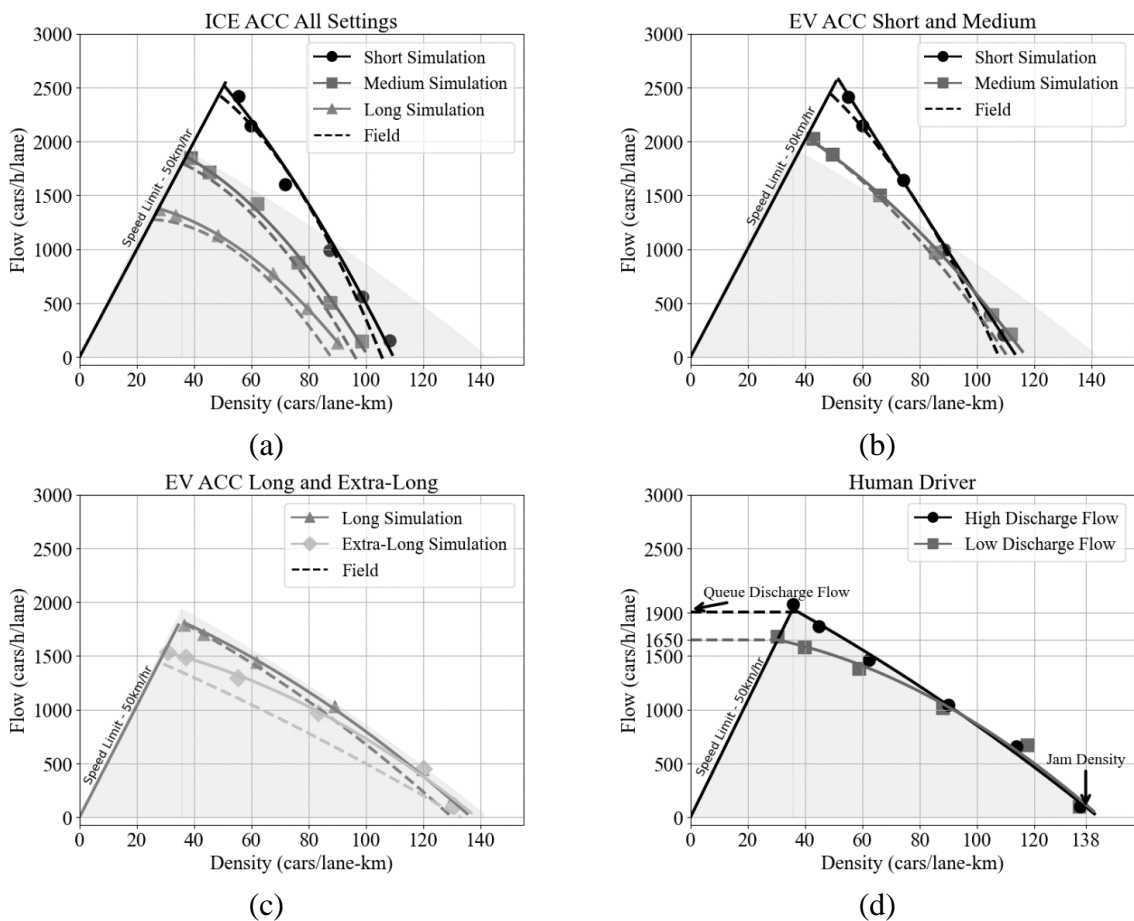 ICE ACC All Settings
3000
2500
2000
1500
1000
500
0
Flow (cars/h/lane)
Short Simulation
Medium Simulation
Long Simulation
Field
Speed Limit - 50km/hr
0 20 40 60 80 100 120 140
Density (cars/lane-km)
(a)
EV ACC Short and Medium
3000
2500
2000
1500
1000
500
0
Flow (cars/h/lane)
Short Simulation
Medium Simulation
Field
Speed Limit - 50km/hr
0 20 40 60 80 100 120 140
Density (cars/lane-km)
(b)
EV ACC Long and Extra-Long
3000
2500
2000
1500
1000
500
0
Flow (cars/h/lane)
Long Simulation
Extra-Long Simulation
Field
Speed Limit - 50km/hr
0 20 40 60 80 100 120 140
Density (cars/lane-km)
(c)
Human Driver
3000
2500
1900
1650
1500
1000
500
0
Flow (cars/h/lane)
High Discharge Flow
Low Discharge Flow
Queue Discharge Flow
Speed Limit - 50km/hr
Jam Density
0 20 40 60 80 100 120 138
Density (cars/lane-km)
(d)